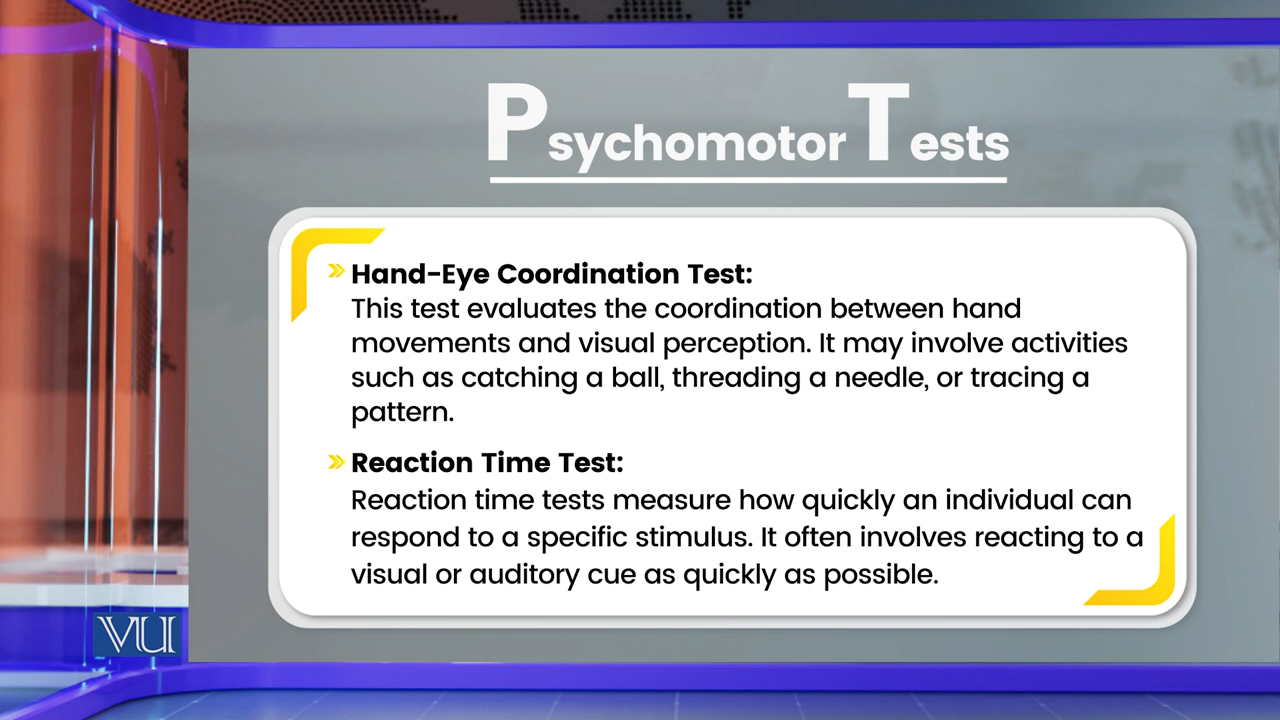 Psychomotor Tests
Hand-Eye Coordination Test:
This test evaluates the coordination between hand
movements and visual perception. It may involve activities
such as catching a ball, threading a needle, or tracing a
pattern.
Reaction Time Test:
Reaction time tests measure how quickly an individual can
respond to a specific stimulus. It often involves reacting to a
visual or auditory cue as quickly as possible.
VU